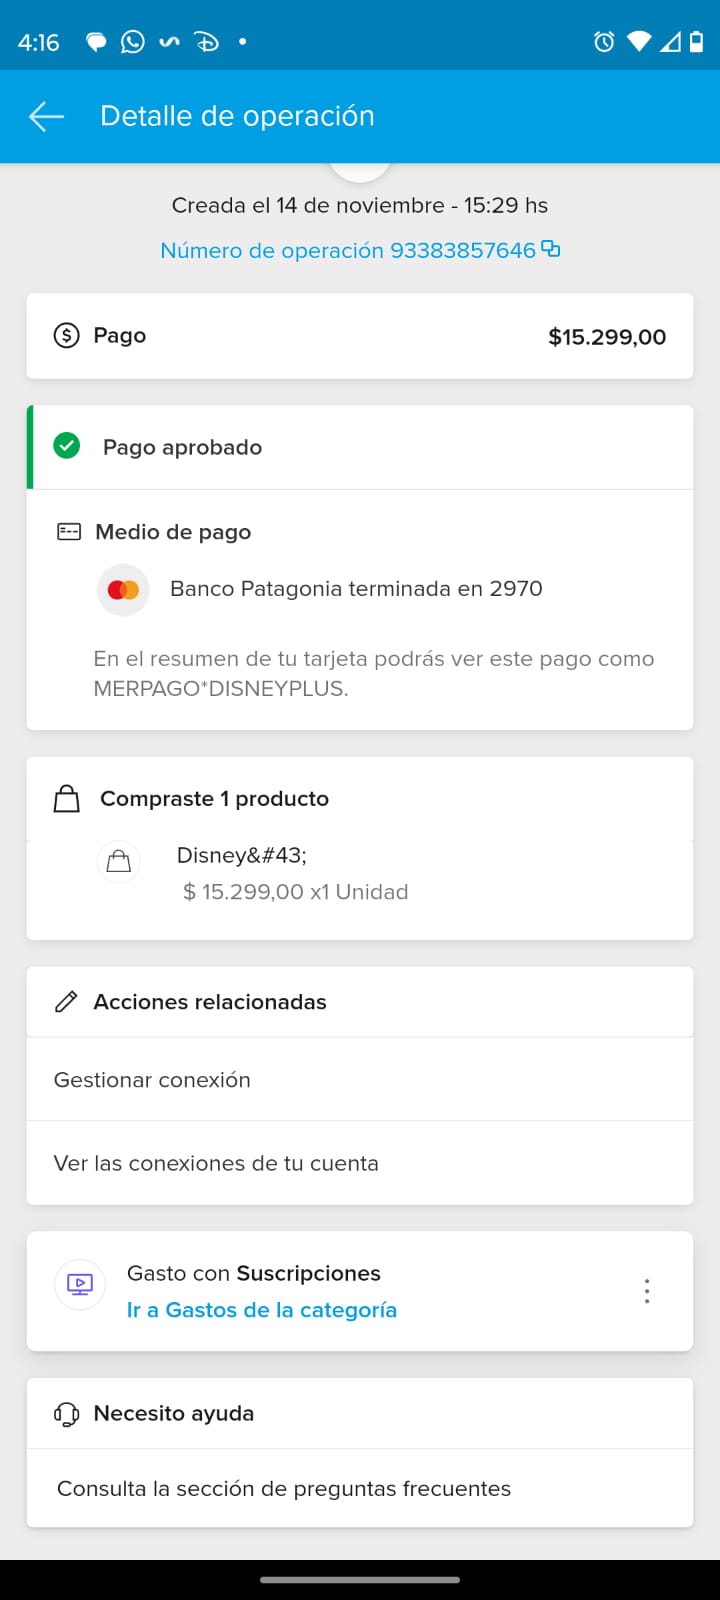 4:16
Detalle de operación
Creada el 14 de noviembre - 15:29 hs
Número de operación 93383857646
Pago
$15.299,00
Pago aprobado
Medio de pago
Banco Patagonia terminada en 2970
En el resumen de tu tarjeta podrás ver este pago como
MERPAGO*DISNEYPLUS.
Compraste 1 producto
Disney&#43;
$ 15.299,00 x1 Unidad
Acciones relacionadas
Gestionar conexión
Ver las conexiones de tu cuenta
Gasto con Suscripciones
Ir a Gastos de la categoría
Necesito ayuda
Consulta la sección de preguntas frecuentes